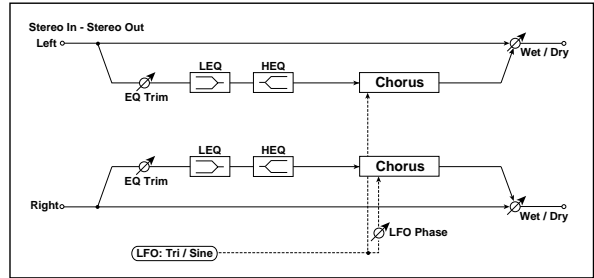 Stereo In - Stereo Out
Left
Wet / Dry
LEQ
HEQ
Chorus
EQ Trim
LEQ
HEQ
Chorus
EQ Trim
Right
Wet / Dry
LFO Phase
LFO: Tri / Sine